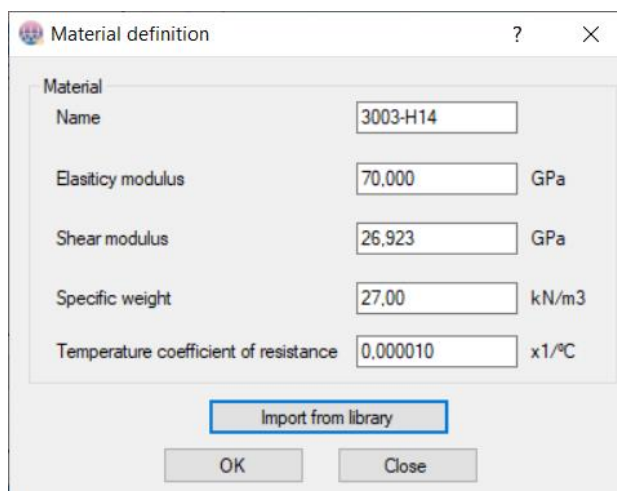 Material definition ?
Material
Name 3003-H14
Elasiticy modulus 70,000 GPa
Shear modulus 26,923 GPa
Specific weight 27,00 kN/m3
Temperature coefficient of resistance 0,000010 x1/ºC
Import from library
OK Close